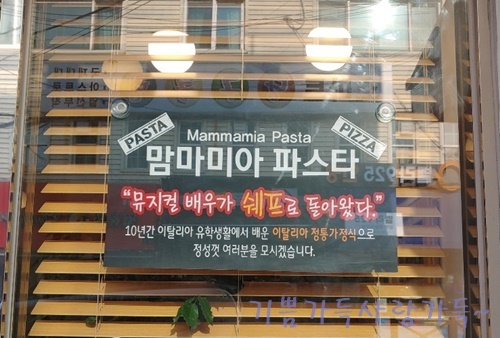 PASTA
Mammamia Pasta
PIZZA
맘마미아 파스타
"뮤지컬 배우가 쉐프로 돌아왔다."
10년간 이탈리아 유학생활에서 배운 이탈리아 정통가정식으로
정성껏 여러분을 모시겠습니다.
기쁨가득사랑가득~